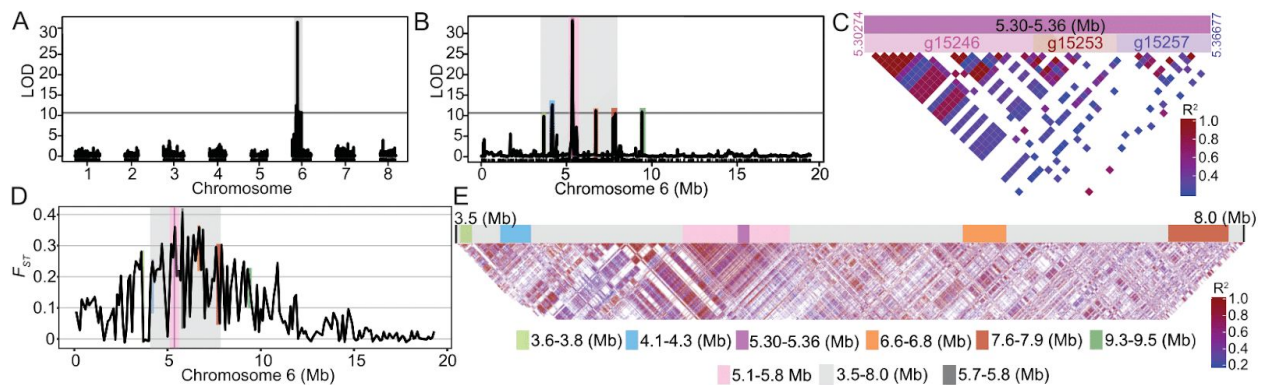 A
LOD
30
25
20
15
10
5
0
1 2 3 4 5 6 7 8
Chromosome
B
LOD
30
25
20
15
10
5
0
0 5 10 15 20
Chromosome 6 (Mb)
C
5.30274
5.30-5.36 (Mb)
5.36677
g15246 g15253 g15257
R²
1.0
0.8
0.6
0.4
D
FST
0.4
0.3
0.2
0.1
0
0 5 10 15 20
Chromosome 6 (Mb)
E
3.5 (Mb) 8.0 (Mb)
R²
1.0
0.8
0.6
0.4
0.2
3.6-3.8 (Mb) 4.1-4.3 (Mb) 5.30-5.36 (Mb) 6.6-6.8 (Mb) 7.6-7.9 (Mb) 9.3-9.5 (Mb)
5.1-5.8 Mb 3.5-8.0 (Mb) 5.7-5.8 (Mb)